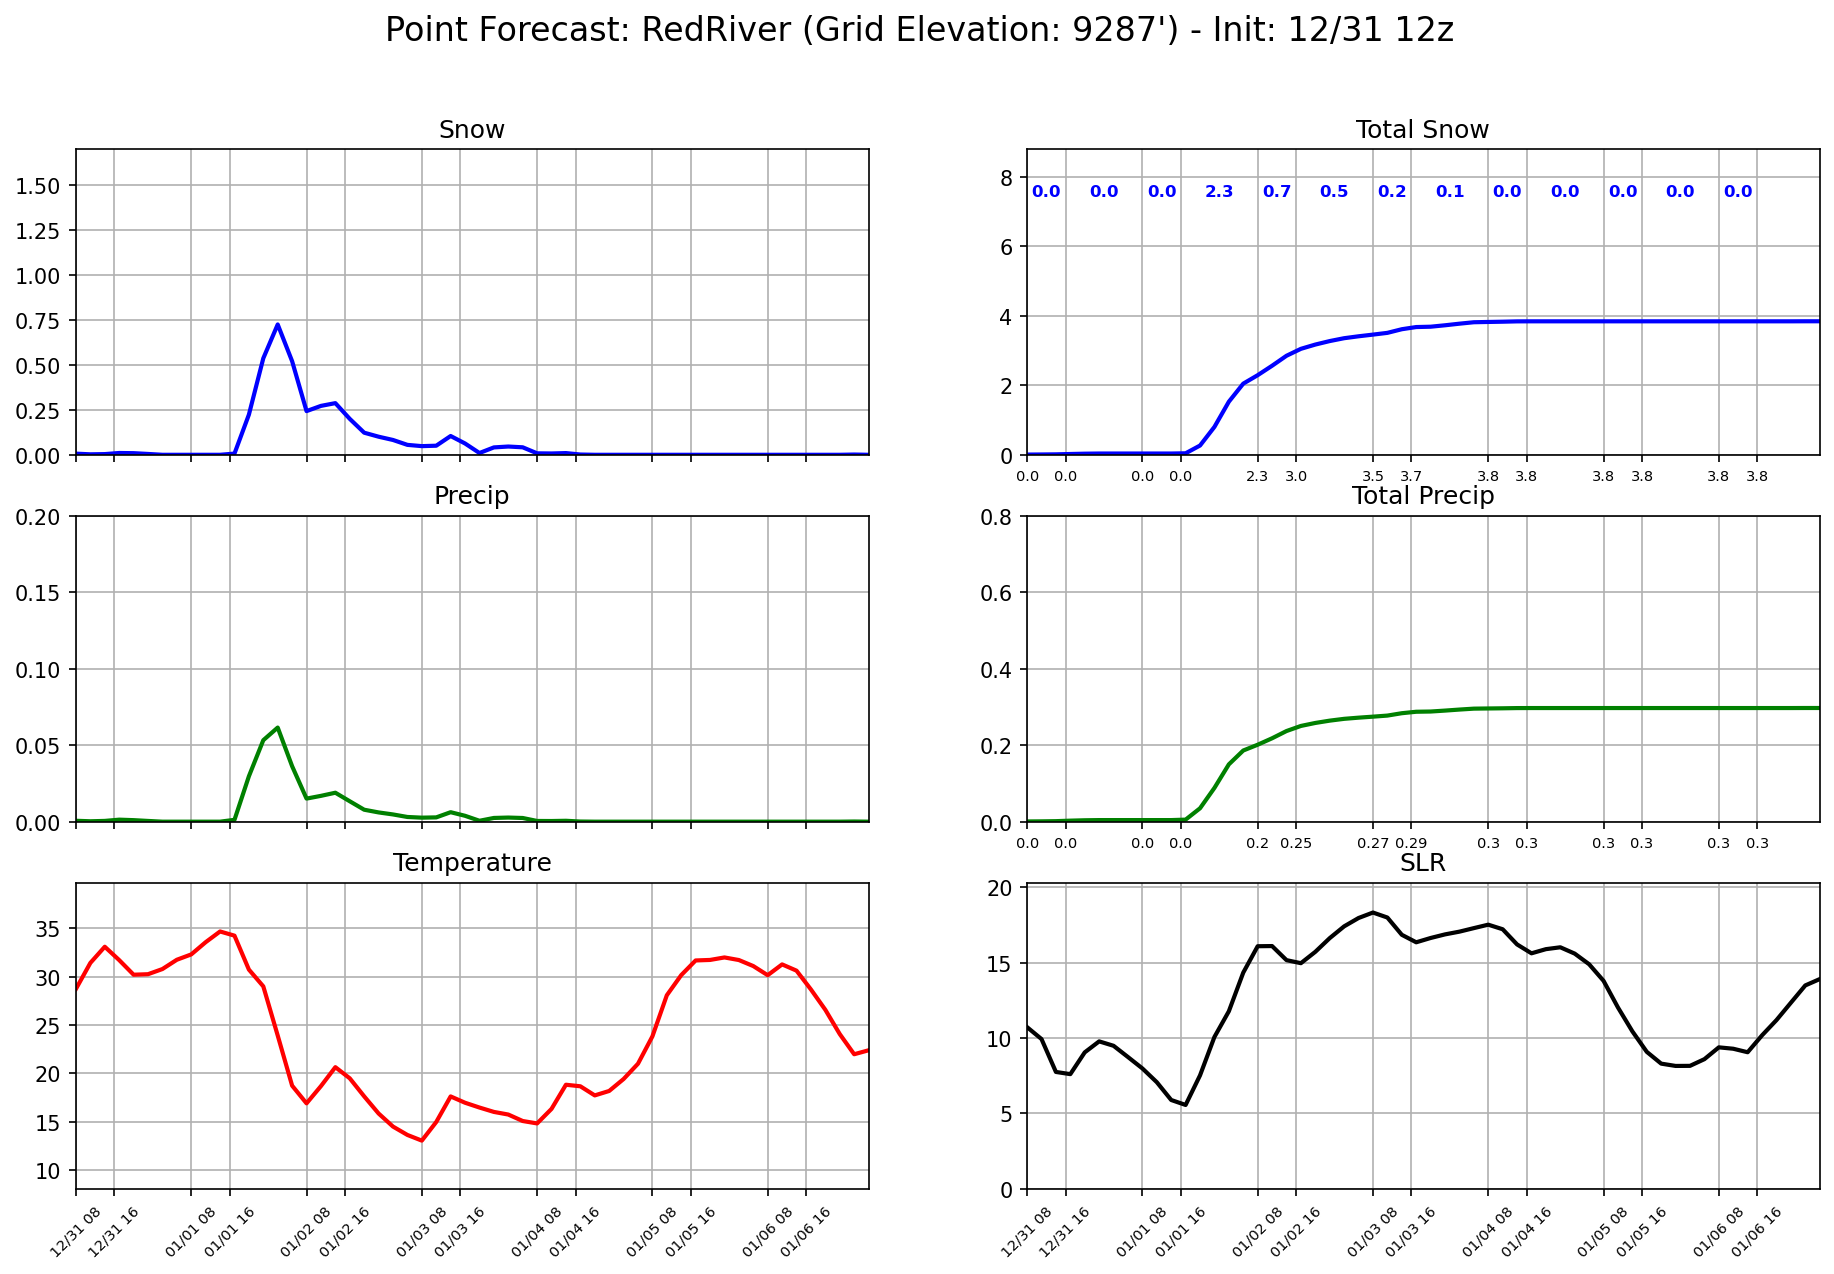 Point Forecast: RedRiver (Grid Elevation: 9287') - Init: 12/31 12z
Snow
1.50
1.25
1.00
0.75
0.50
0.25
0.00
Total Snow
8
6
4
2
0
0.0 0.0 0.0 2.3 0.7 0.5 0.2 0.1 0.0 0.0 0.0 0.0 0.0
0.0 0.0 0.0 0.0 2.3 3.0 3.5 3.7 3.8 3.8 3.8 3.8 3.8 3.8
Precip
0.20
0.15
0.10
0.05
0.00
Total Precip
0.8
0.6
0.4
0.2
0.0
0.0 0.0 0.0 0.0 0.2 0.25 0.27 0.29 0.3 0.3 0.3 0.3 0.3 0.3
Temperature
35
30
25
20
15
10
12/31 08 12/31 16 01/01 08 01/01 16 01/02 08 01/02 16 01/03 08 01/03 16 01/04 08 01/04 16 01/05 08 01/05 16 01/06 08 01/06 16
SLR
20
15
10
5
0
12/31 08 12/31 16 01/01 08 01/01 16 01/02 08 01/02 16 01/03 08 01/03 16 01/04 08 01/04 16 01/05 08 01/05 16 01/06 08 01/06 16